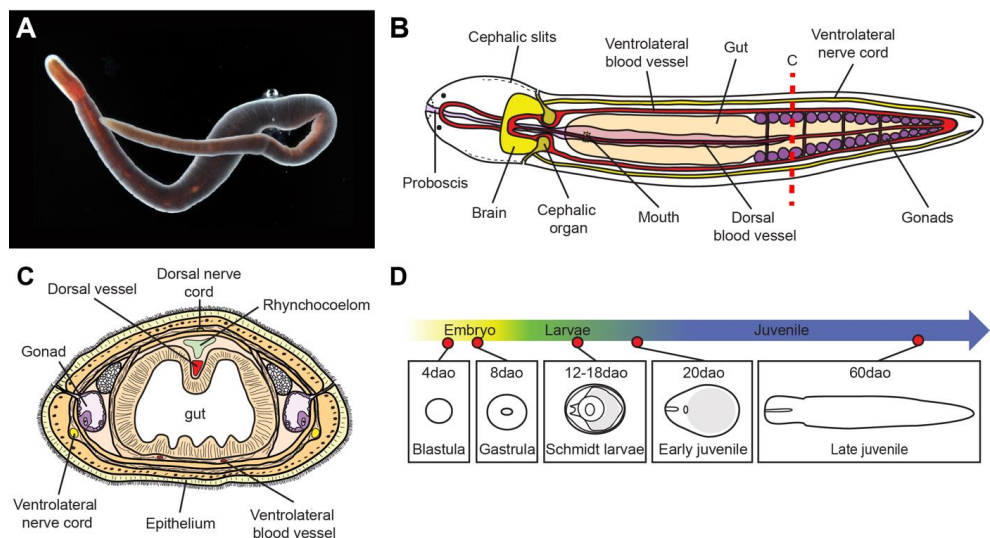 A
B
Cephalic slits
Ventrolateral
blood vessel
Gut
Ventrolateral
nerve cord
C
Proboscis
Brain
Cephalic
organ
Mouth
Dorsal
blood vessel
Gonads
C
Dorsal nerve
cord
Dorsal vessel
Rhynchocoelom
Gonad
gut
Ventrolateral
nerve cord
Epithelium
Ventrolateral
blood vessel
D
Embryo
Larvae
Juvenile
4dao
8dao
12-18dao
20dao
60dao
Blastula
Gastrula
Schmidt larvae
Early juvenile
Late juvenile